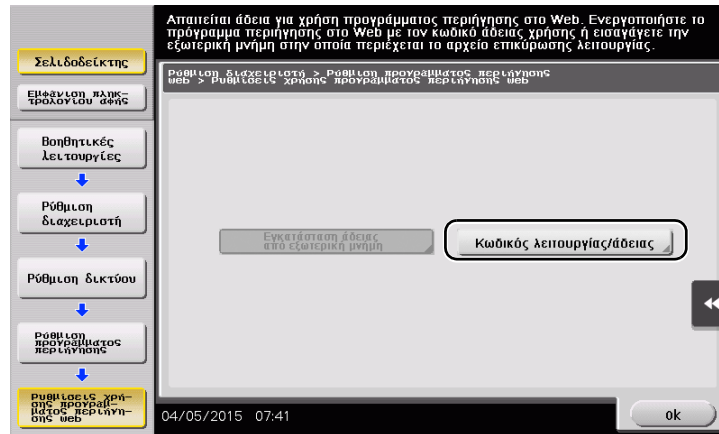 Απαιτείται άδεια για χρήση προγράμματος περιήγησης στο Web. Ενεργοποιήστε το
πρόγραμμα περιήγησης στο Web με τον κωδικό άδειας χρήσης ή εισαγάγετε την
εξωτερική μνήμη στην οποία περιέχεται το αρχείο επικύρωσης λειτουργίας.
Σελιδοδείκτης
Εμφάνιση πληκ-
τρολογίου αφής
Βοηθητικές
λειτουργίες
Ρύθμιση
διαχειριστή
Ρύθμιση δικτύου
Ρύθμιση
προγράμματος
περιήγησης
Ρυθμίσεις χρή-
σης προγράμ-
ματος περιήγη-
σης web
Ρύθμιση διαχειριστή > Ρύθμιση προγράμματος περιήγησης
web > Ρυθμίσεις χρήσης προγράμματος περιήγησης web
Εγκατάσταση άδειας
από εξωτερική μνήμη
Κωδικός λειτουργίας/άδειας
04/05/2015 07:41
ok